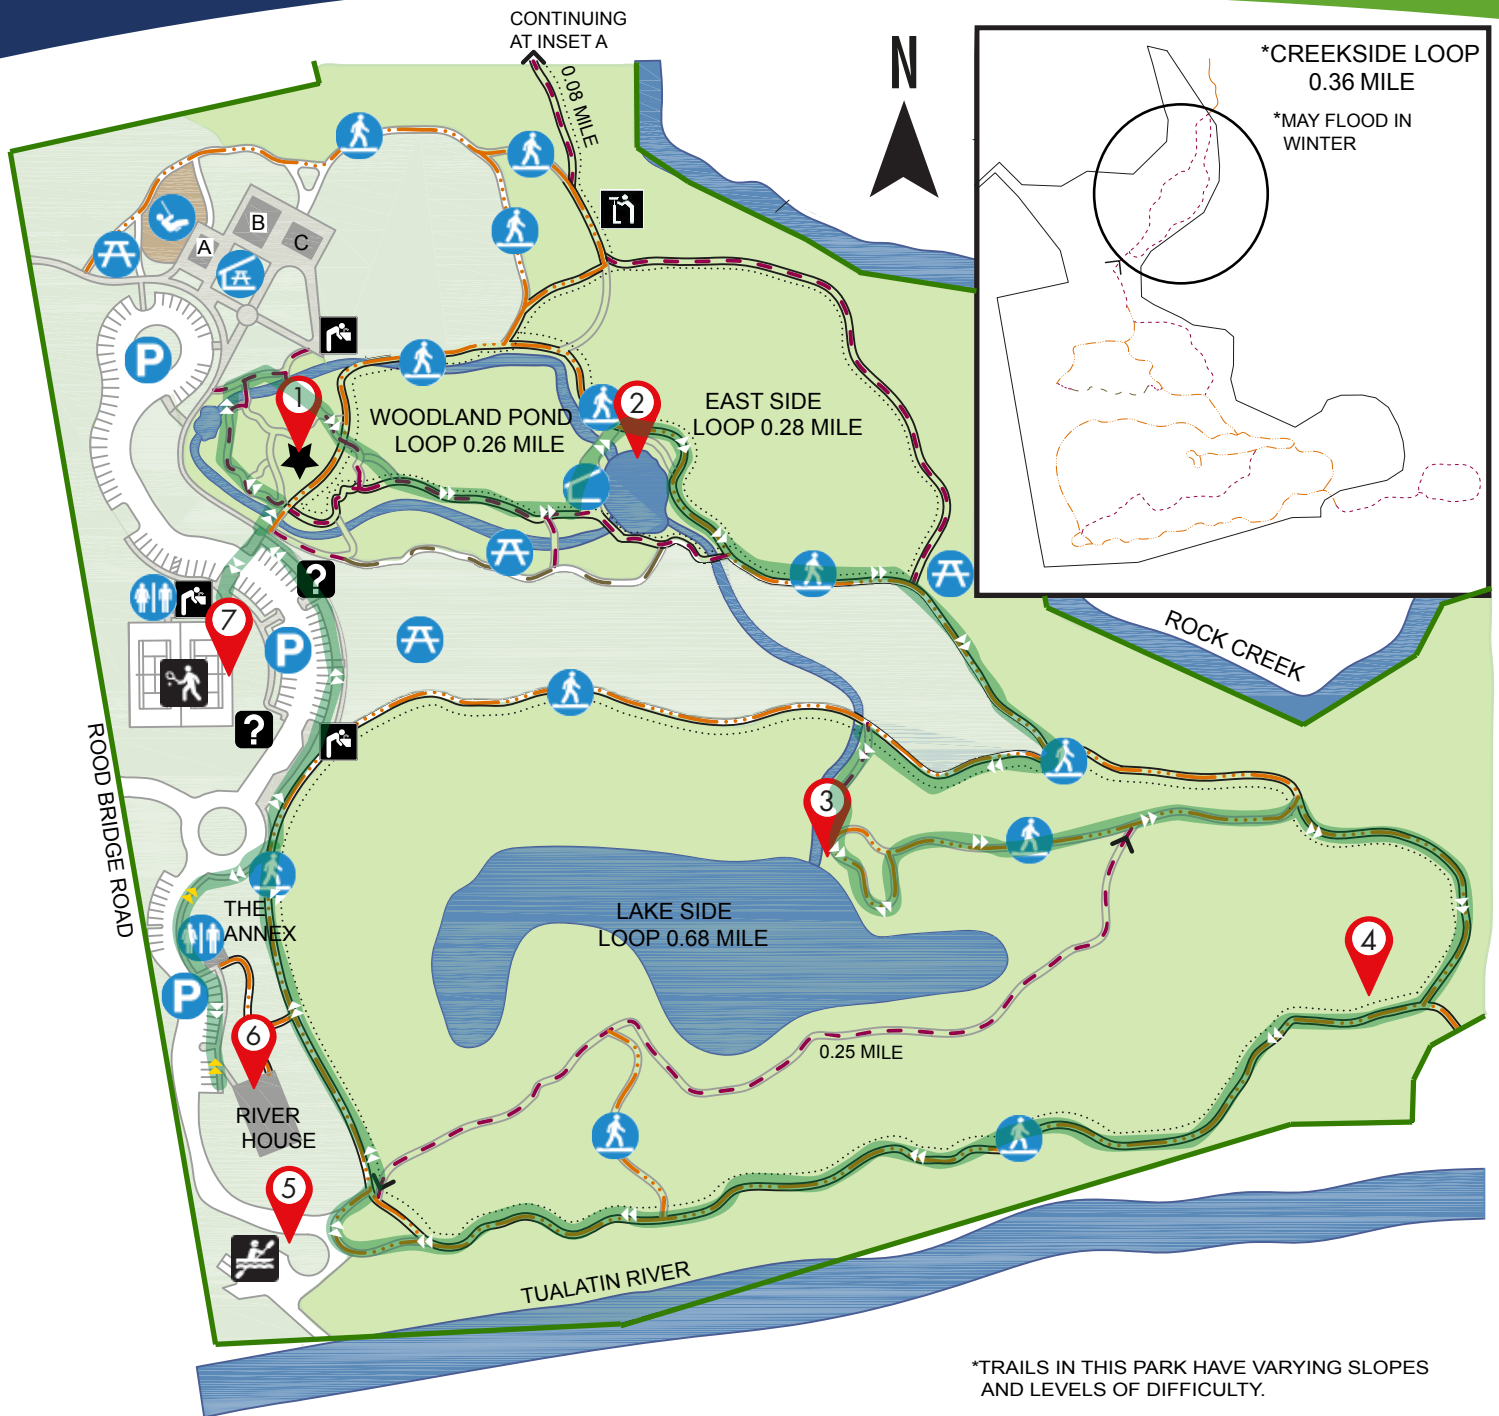 CONTINUING
AT INSET A
0.08 MILE
N
*CREEKSIDE LOOP
0.36 MILE
*MAY FLOOD IN
WINTER
A
B
C
P
1
WOODLAND POND
LOOP 0.26 MILE
2
EAST SIDE
LOOP 0.28 MILE
?
7
P
?
ROCK CREEK
ROOD BRIDGE ROAD
3
THE
ANNEX
LAKE SIDE
LOOP 0.68 MILE
4
P
6
0.25 MILE
RIVER
HOUSE
5
TUALATIN RIVER
*TRAILS IN THIS PARK HAVE VARYING SLOPES
AND LEVELS OF DIFFICULTY.